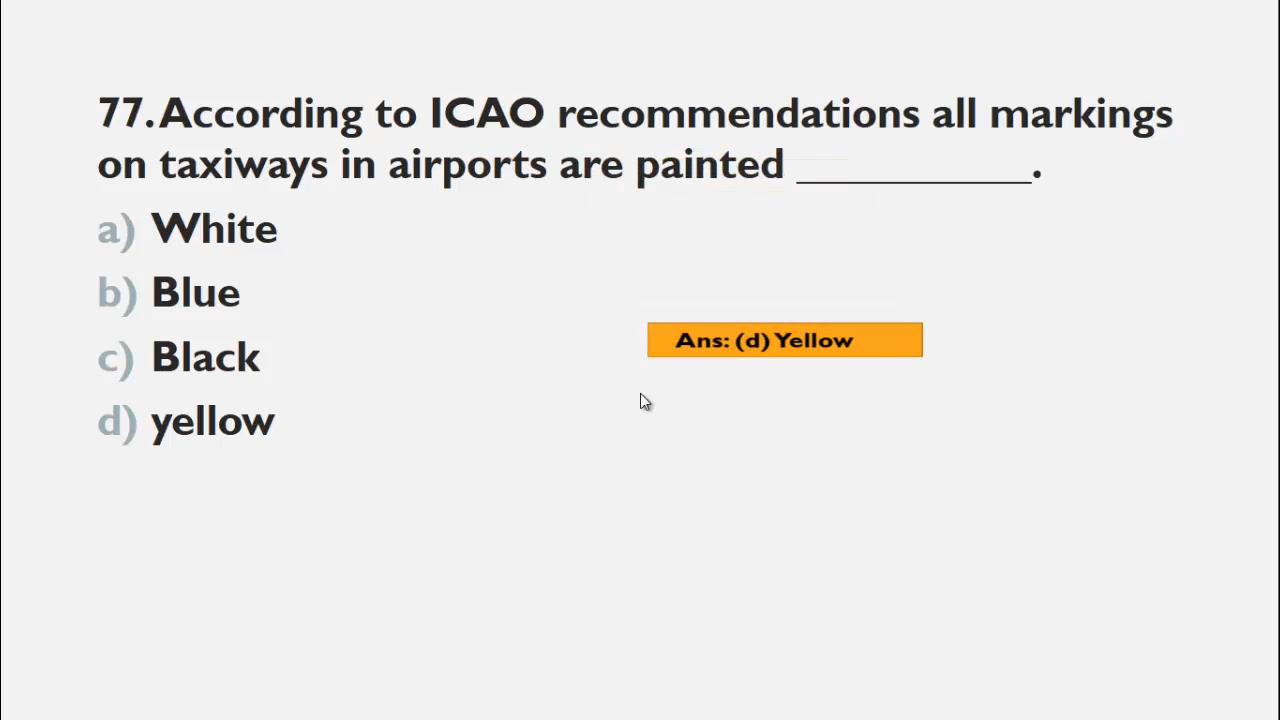 77. According to ICAO recommendations all markings
on taxiways in airports are painted ____________.
a) White
b) Blue
c) Black
d) yellow
Ans: (d) Yellow